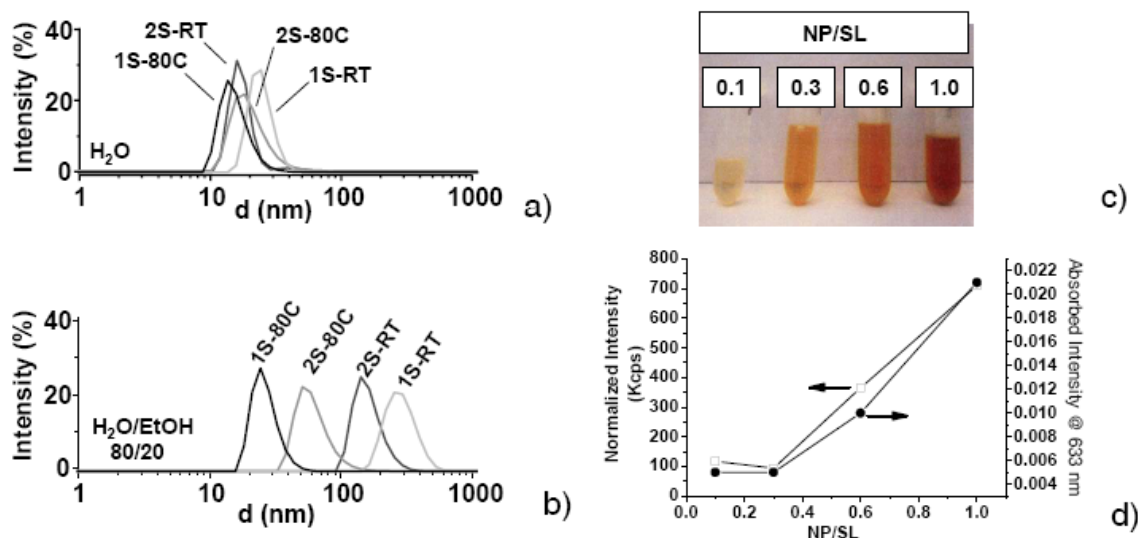 Intensity (%)
40
20
0
2S-RT
2S-80C
1S-80C
1S-RT
H₂O
1 10 100 1000
d (nm)
a)
NP/SL
0.1 0.3 0.6 1.0
c)
Intensity (%)
40
20
0
1S-80C
2S-80C
2S-RT
1S-RT
H₂O/EtOH
80/20
1 10 100 1000
d (nm)
b)
Normalized Intensity
(Kcps)
800
700
600
500
400
300
200
100
0
0.022
0.020
0.018
0.016
0.014
0.012
0.010
0.008
0.006
0.004
Absorbed Intensity @ 633 nm
0.0 0.2 0.4 0.6 0.8 1.0
NP/SL
d)